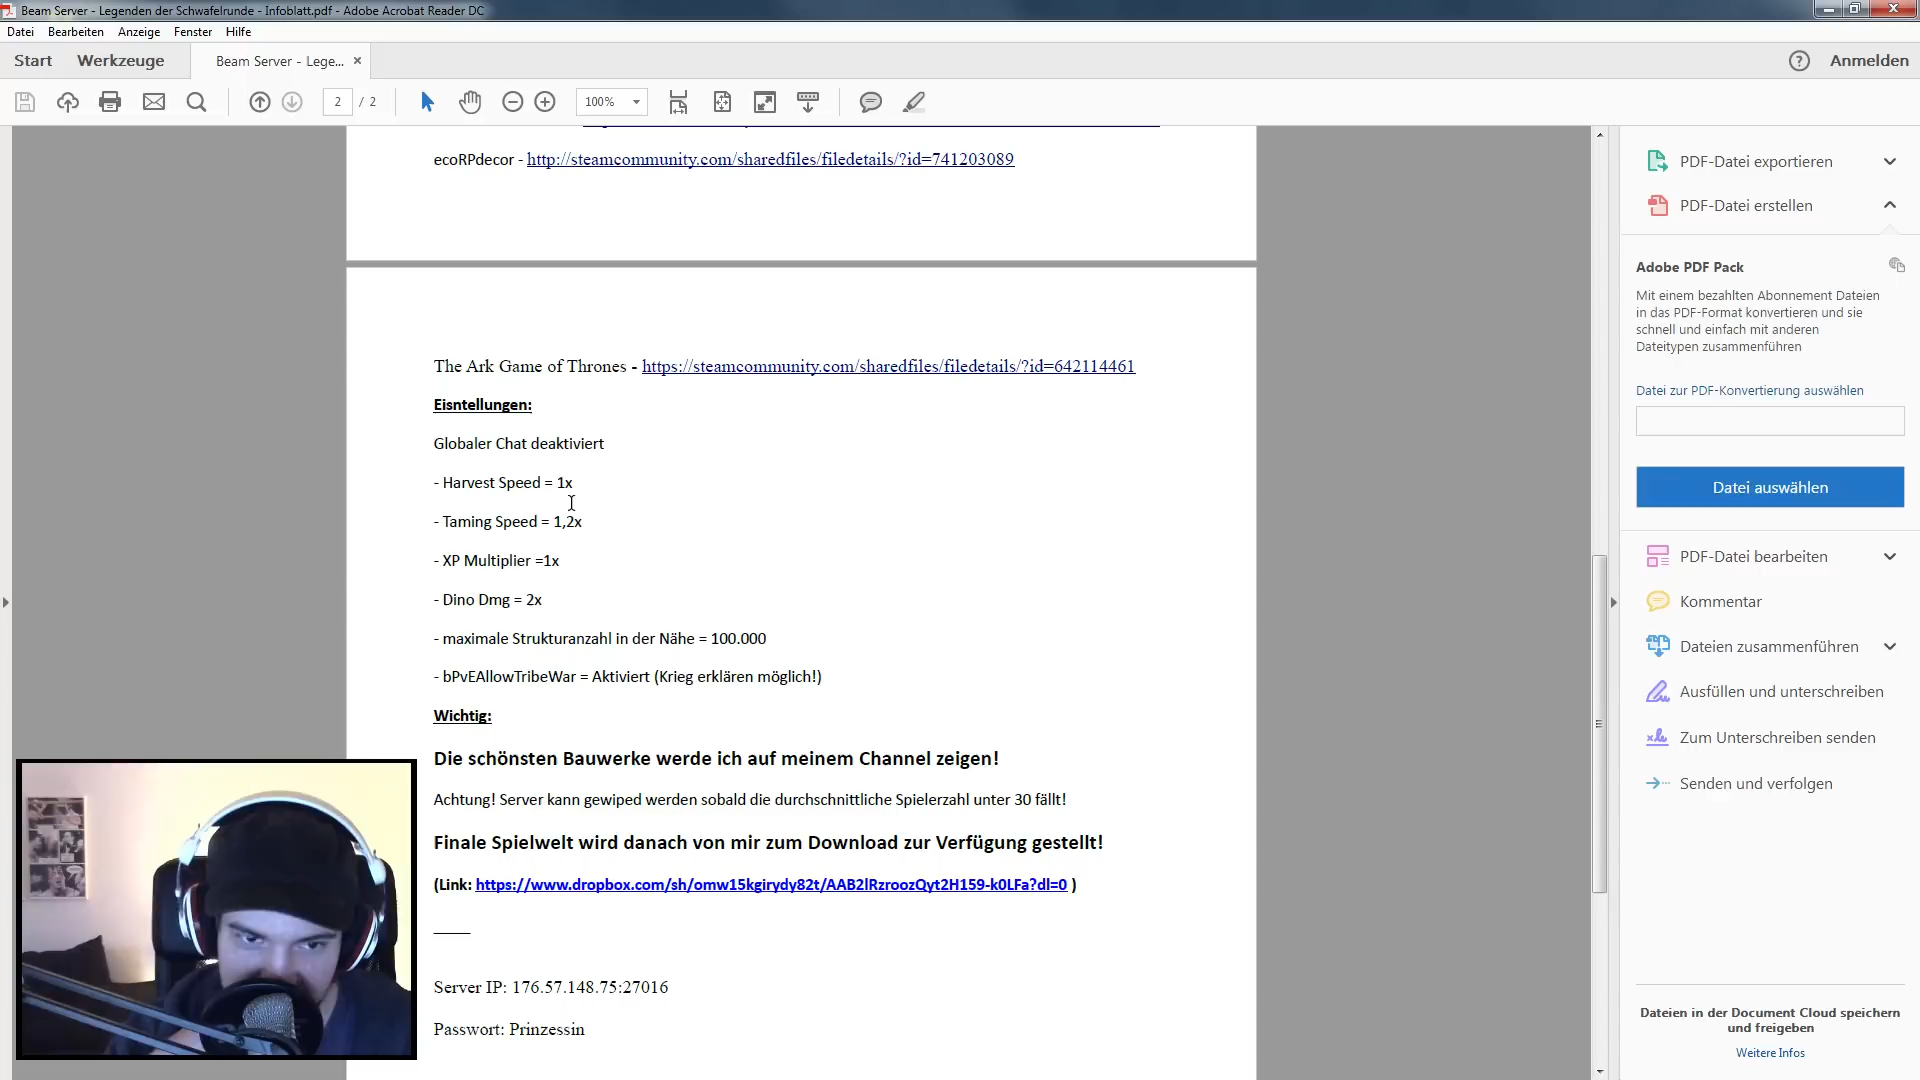 Beam Server - Legenden der Schwafelrunde - Infoblatt.pdf - Adobe Acrobat Reader DC
Datei Bearbeiten Anzeige Fenster Hilfe
Start Werkzeuge Beam Server - Lege... × ? Anmelden
2 / 2 100%
ecoRPdecor - http://steamcommunity.com/sharedfiles/filedetails/?id=741203089
The Ark Game of Thrones - https://steamcommunity.com/sharedfiles/filedetails/?id=642114461
Eisntellungen:
Globaler Chat deaktiviert
- Harvest Speed = 1x
- Taming Speed = 1,2x
- XP Multiplier =1x
- Dino Dmg = 2x
- maximale Strukturanzahl in der Nähe = 100.000
- bPvEAllowTribeWar = Aktiviert (Krieg erklären möglich!)
Wichtig:
Die schönsten Bauwerke werde ich auf meinem Channel zeigen!
Achtung! Server kann gewiped werden sobald die durchschnittliche Spielerzahl unter 30 fällt!
Finale Spielwelt wird danach von mir zum Download zur Verfügung gestellt!
(Link: https://www.dropbox.com/sh/omw15kgirydy82t/AAB2lRzroozQyt2H159-k0LFa?dl=0 )
Server IP: 176.57.148.75:27016
Passwort: Prinzessin
PDF-Datei exportieren
PDF-Datei erstellen
Adobe PDF Pack
Mit einem bezahlten Abonnement Dateien
in das PDF-Format konvertieren und sie
schnell und einfach mit anderen
Dateitypen zusammenführen
Datei zur PDF-Konvertierung auswählen
Datei auswählen
PDF-Datei bearbeiten
Kommentar
Dateien zusammenführen
Ausfüllen und unterschreiben
Zum Unterschreiben senden
Senden und verfolgen
Dateien in der Document Cloud speichern
und freigeben
Weitere Infos